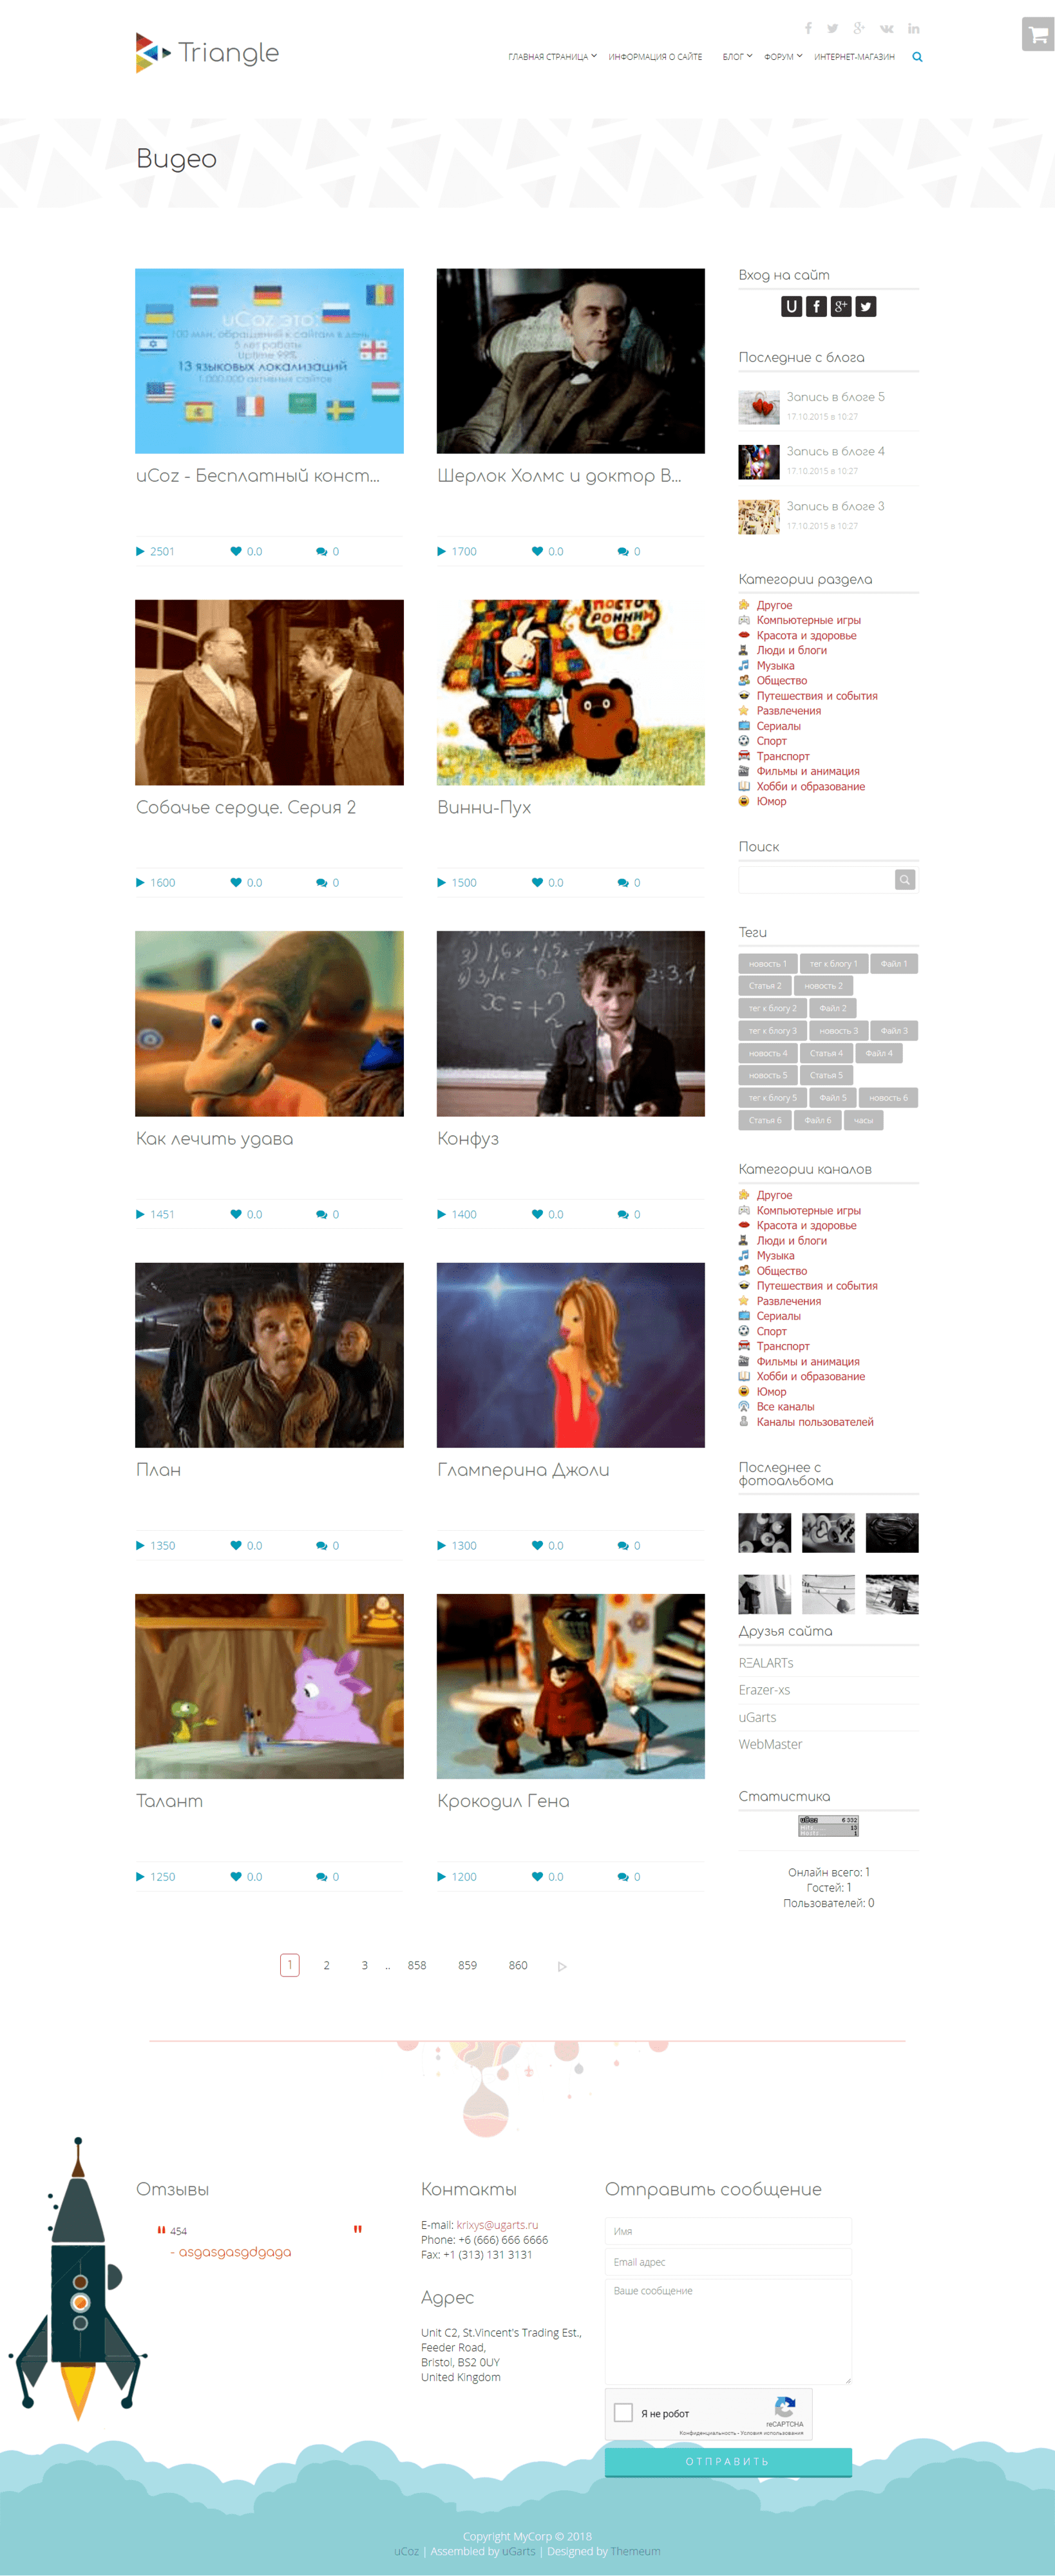 Triangle
ГЛАВНАЯ СТРАНИЦА
ИНФОРМАЦИЯ О САЙТЕ
БЛОГ
ФОРУМ
ИНТЕРНЕТ-МАГАЗИН
Видео
uCoz это:
100 млн. обращений к сайтам в день
5 лет работы
Uptime 99%
13 языковых локализаций
1.000.000 активных сайтов
uCoz - Бесплатный конст...
2501 0.0 0
Шерлок Холмс и доктор В...
1700 0.0 0
Собачье сердце. Серия 2
1600 0.0 0
Винни-Пух
1500 0.0 0
Как лечить удава
1451 0.0 0
x=+2
2:3,1
Конфуз
1400 0.0 0
План
1350 0.0 0
Гламперина Джоли
1300 0.0 0
Талант
1250 0.0 0
Крокодил Гена
1200 0.0 0
1 2 3 .. 858 859 860
Вход на сайт
Последние с блога
Запись в блоге 5
17.10.2015 в 10:27
Запись в блоге 4
17.10.2015 в 10:27
Запись в блоге 3
17.10.2015 в 10:27
Категории раздела
Другое
Компьютерные игры
Красота и здоровье
Люди и блоги
Музыка
Общество
Путешествия и события
Развлечения
Сериалы
Спорт
Транспорт
Фильмы и анимация
Хобби и образование
Юмор
Поиск
Теги
новость 1 тег к блогу 1 Файл 1
Статья 2 новость 2
тег к блогу 2 Файл 2
тег к блогу 3 новость 3 Файл 3
новость 4 Статья 4 Файл 4
новость 5 Статья 5
тег к блогу 5 Файл 5 новость 6
Статья 6 Файл 6 часы
Категории каналов
Другое
Компьютерные игры
Красота и здоровье
Люди и блоги
Музыка
Общество
Путешествия и события
Развлечения
Сериалы
Спорт
Транспорт
Фильмы и анимация
Хобби и образование
Юмор
Все каналы
Каналы пользователей
Последнее с
фотоальбома
Друзья сайта
RΞALARTs
Erazer-xs
uGarts
WebMaster
Статистика
uCoz 6 332
Hits 13
Hosts 1
Онлайн всего: 1
Гостей: 1
Пользователей: 0
Отзывы
454
- asgasgasgdgaga
Контакты
E-mail: krixys@ugarts.ru
Phone: +6 (666) 666 6666
Fax: +1 (313) 131 3131
Адрес
Unit C2, St.Vincent's Trading Est.,
Feeder Road,
Bristol, BS2 0UY
United Kingdom
Отправить сообщение
Имя
Email адрес
Ваше сообщение
Я не робот
reCAPTCHA
Конфиденциальность - Условия использования
ОТПРАВИТЬ
Copyright MyCorp © 2018
uCoz | Assembled by uGarts | Designed by Themeum